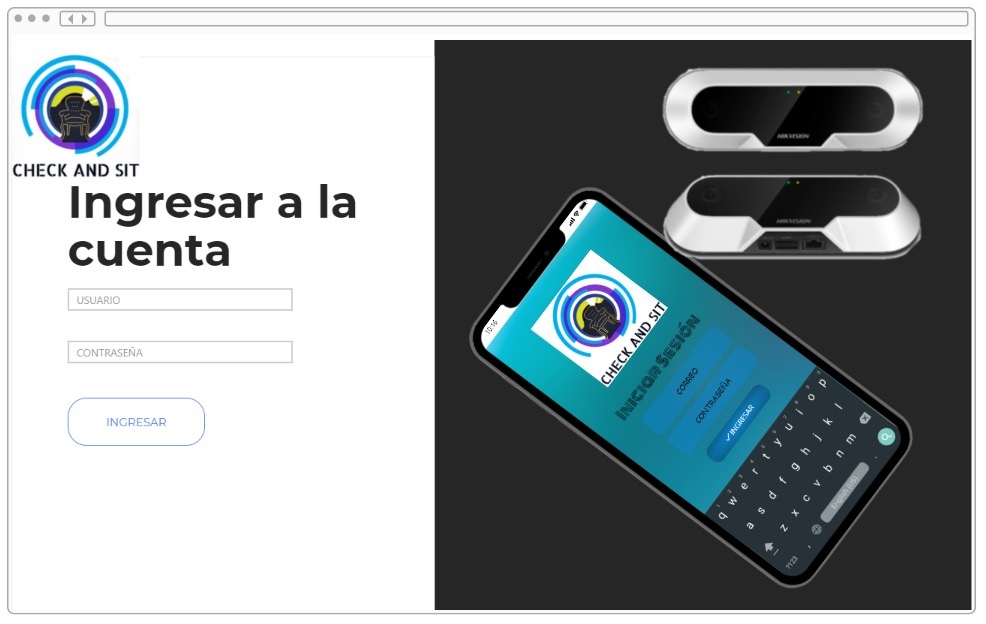 CHECK AND SIT
Ingresar a la
cuenta
USUARIO
CONTRASEÑA
INGRESAR
HIKVISION
HIKVISION
10:16
CHECK AND SIT
INICIAR SESIÓN
CORREO
CONTRASEÑA
✓INGRESAR
q w e r t y u i o p
a s d f g h j k l
z x c v b n m
?123 , English (US) .